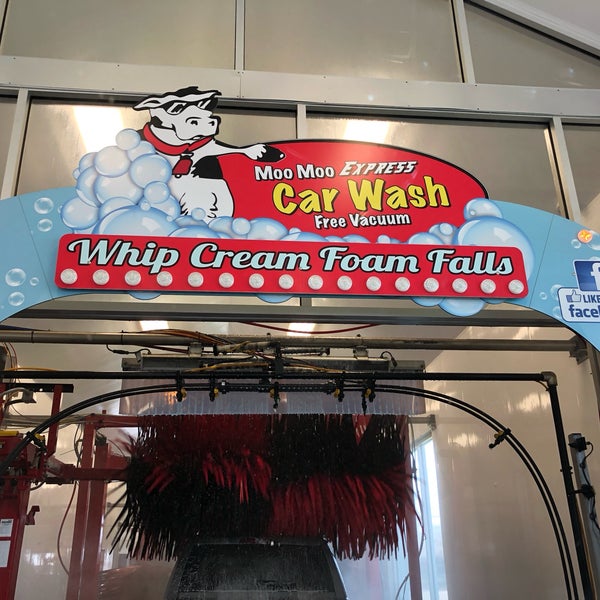 Moo Moo EXPRESS
Car Wash
Free Vacuum
Whip Cream Foam Falls
f
LIKE